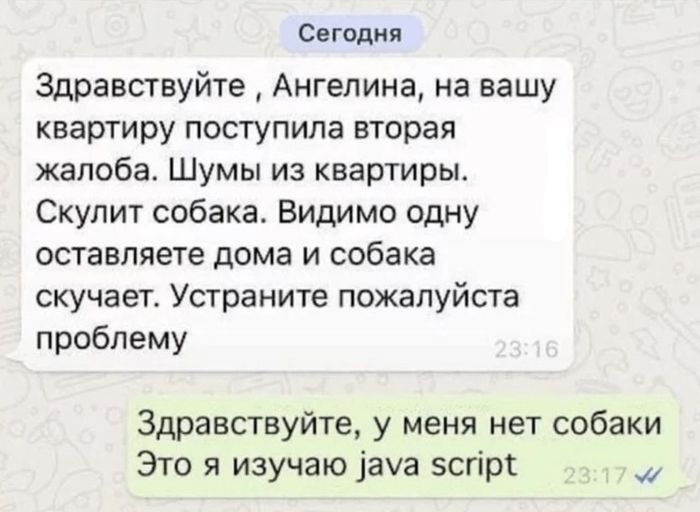 Сегодня
Здравствуйте , Ангелина, на вашу
квартиру поступила вторая
жалоба. Шумы из квартиры.
Скулит собака. Видимо одну
оставляете дома и собака
скучает. Устраните пожалуйста
проблему
23:16
Здравствуйте, у меня нет собаки
Это я изучаю java script
23:17